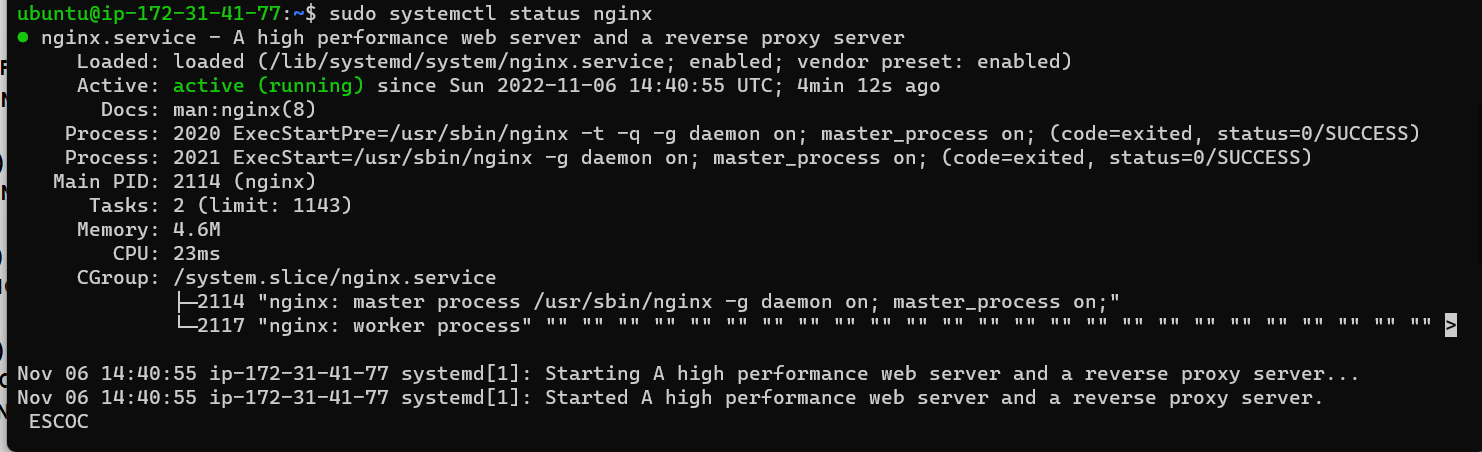 ubuntu@ip-172-31-41-77:~$ sudo systemctl status nginx
● nginx.service - A high performance web server and a reverse proxy server
Loaded: loaded (/lib/systemd/system/nginx.service; enabled; vendor preset: enabled)
Active: active (running) since Sun 2022-11-06 14:40:55 UTC; 4min 12s ago
Docs: man:nginx(8)
Process: 2020 ExecStartPre=/usr/sbin/nginx -t -q -g daemon on; master_process on; (code=exited, status=0/SUCCESS)
Process: 2021 ExecStart=/usr/sbin/nginx -g daemon on; master_process on; (code=exited, status=0/SUCCESS)
Main PID: 2114 (nginx)
Tasks: 2 (limit: 1143)
Memory: 4.6M
CPU: 23ms
CGroup: /system.slice/nginx.service
├─2114 "nginx: master process /usr/sbin/nginx -g daemon on; master_process on;"
└─2117 "nginx: worker process" "" "" "" "" "" "" "" "" "" "" "" "" "" "" "" "" "" "" "" "" "" "" "" "" "" >
Nov 06 14:40:55 ip-172-31-41-77 systemd[1]: Starting A high performance web server and a reverse proxy server...
Nov 06 14:40:55 ip-172-31-41-77 systemd[1]: Started A high performance web server and a reverse proxy server.
ESCOC